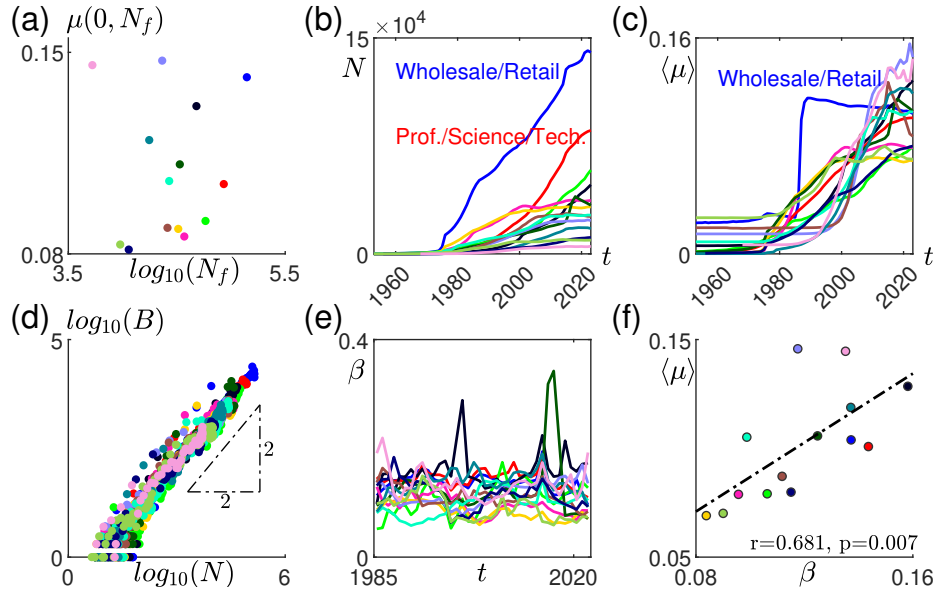 (a) μ(0, N_f)
0.15
0.08
3.5 log₁₀(N_f) 5.5
(b) ×10⁴
15
N
Wholesale/Retail
Prof./Science/Tech.
0
1960 1980 2000 2020 t
(c) 0.16
⟨μ⟩
Wholesale/Retail
0
1960 1980 2000 2020 t
(d) log₁₀(B)
5
2
2
0
0 log₁₀(N) 6
(e) 0.4
β
0
1985 t 2020
(f) 0.15
⟨μ⟩
r=0.681, p=0.007
0.05
0.08 β 0.16